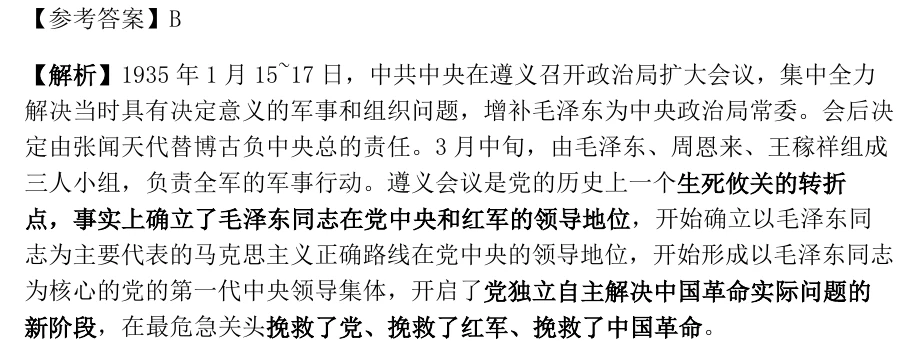 【参考答案】B
【解析】1935 年 1 月 15~17 日，中共中央在遵义召开政治局扩大会议，集中全力
解决当时具有决定意义的军事和组织问题，增补毛泽东为中央政治局常委。会后决
定由张闻天代替博古负中央总的责任。3 月中旬，由毛泽东、周恩来、王稼祥组成
三人小组，负责全军的军事行动。遵义会议是党的历史上一个生死攸关的转折
点，事实上确立了毛泽东同志在党中央和红军的领导地位，开始确立以毛泽东同
志为主要代表的马克思主义正确路线在党中央的领导地位，开始形成以毛泽东同志
为核心的党的第一代中央领导集体，开启了党独立自主解决中国革命实际问题的
新阶段，在最危急关头挽救了党、挽救了红军、挽救了中国革命。